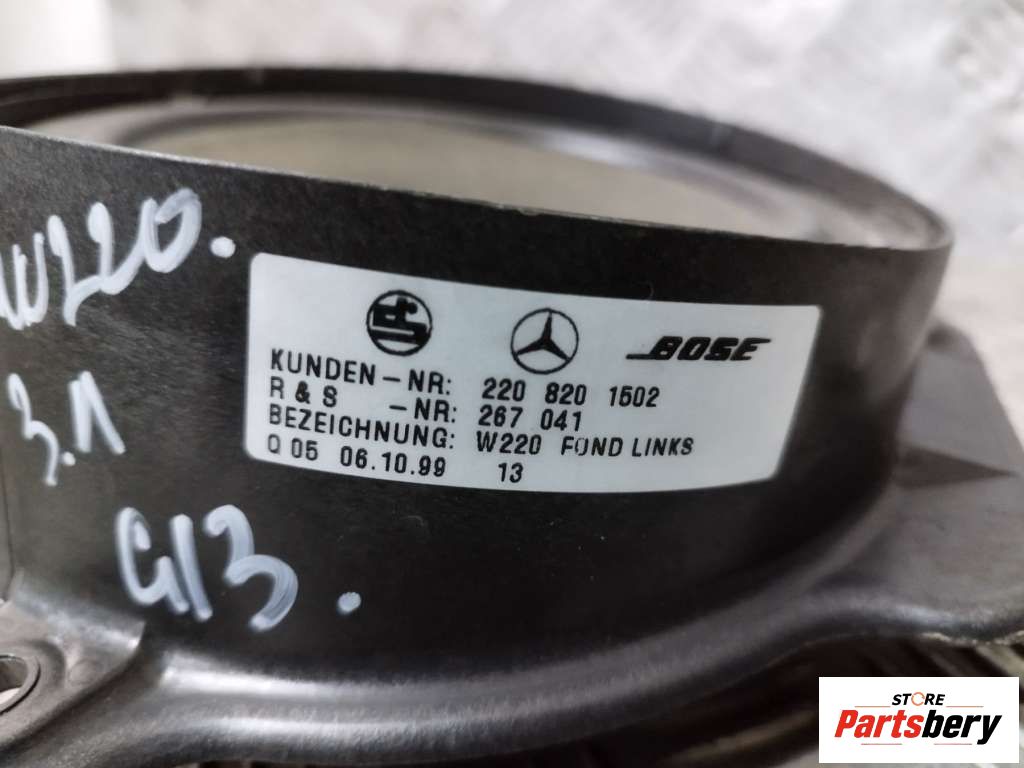 W220.
3.1
G13.
BOSE
KUNDEN-NR: 220 820 1502
R & S -NR: 267 041
BEZEICHNUNG: W220 FOND LINKS
Q 05 06.10.99 13
STORE
Partsbery